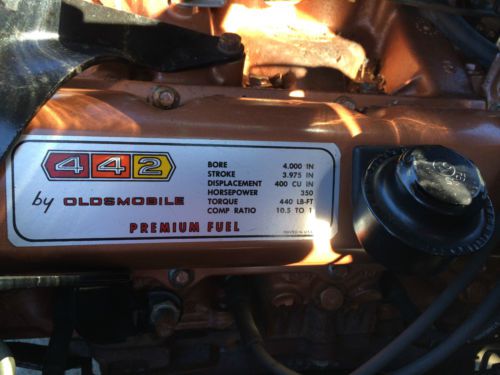 442
by OLDSMOBILE
PREMIUM FUEL
BORE 4.000 IN
STROKE 3.975 IN
DISPLACEMENT 400 CU IN
HORSEPOWER 350
TORQUE 440 LB-FT
COMP RATIO 10.5 TO 1